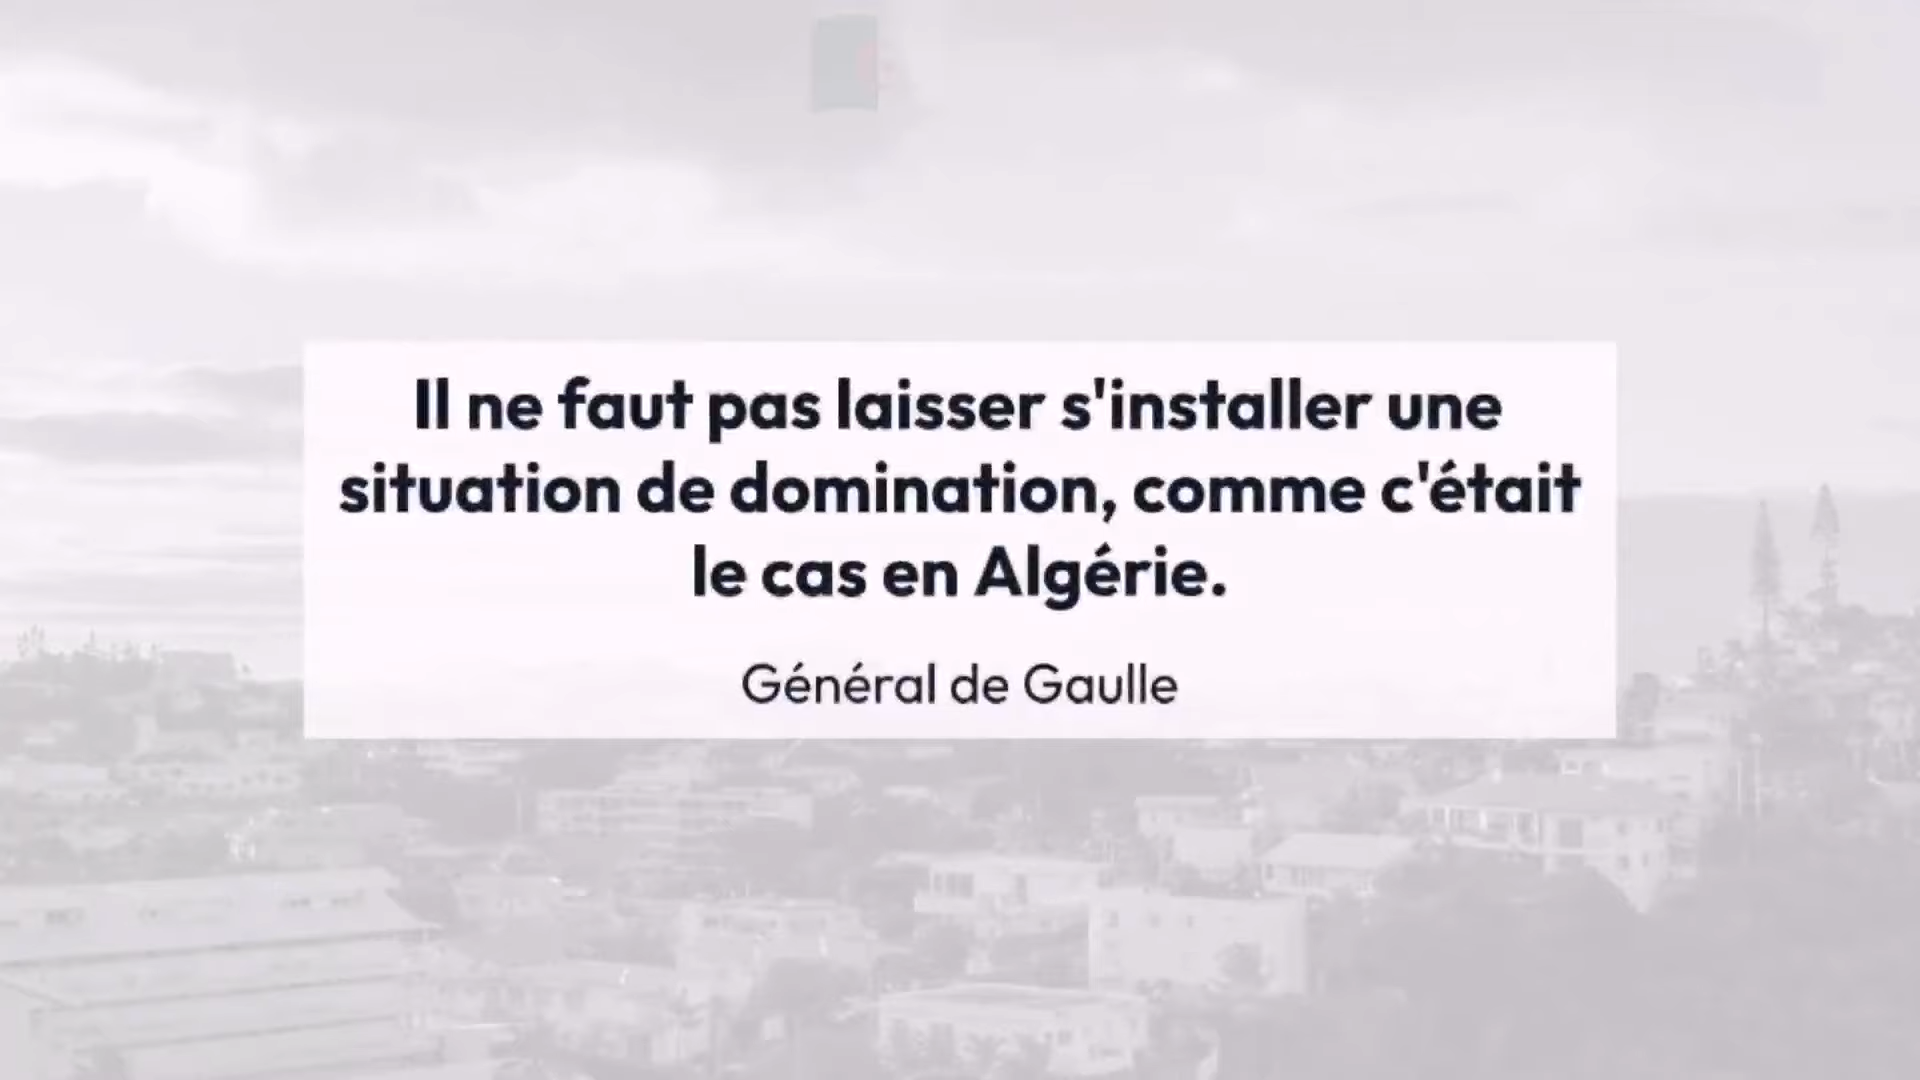 Il ne faut pas laisser s'installer une
situation de domination, comme c'était
le cas en Algérie.
Général de Gaulle